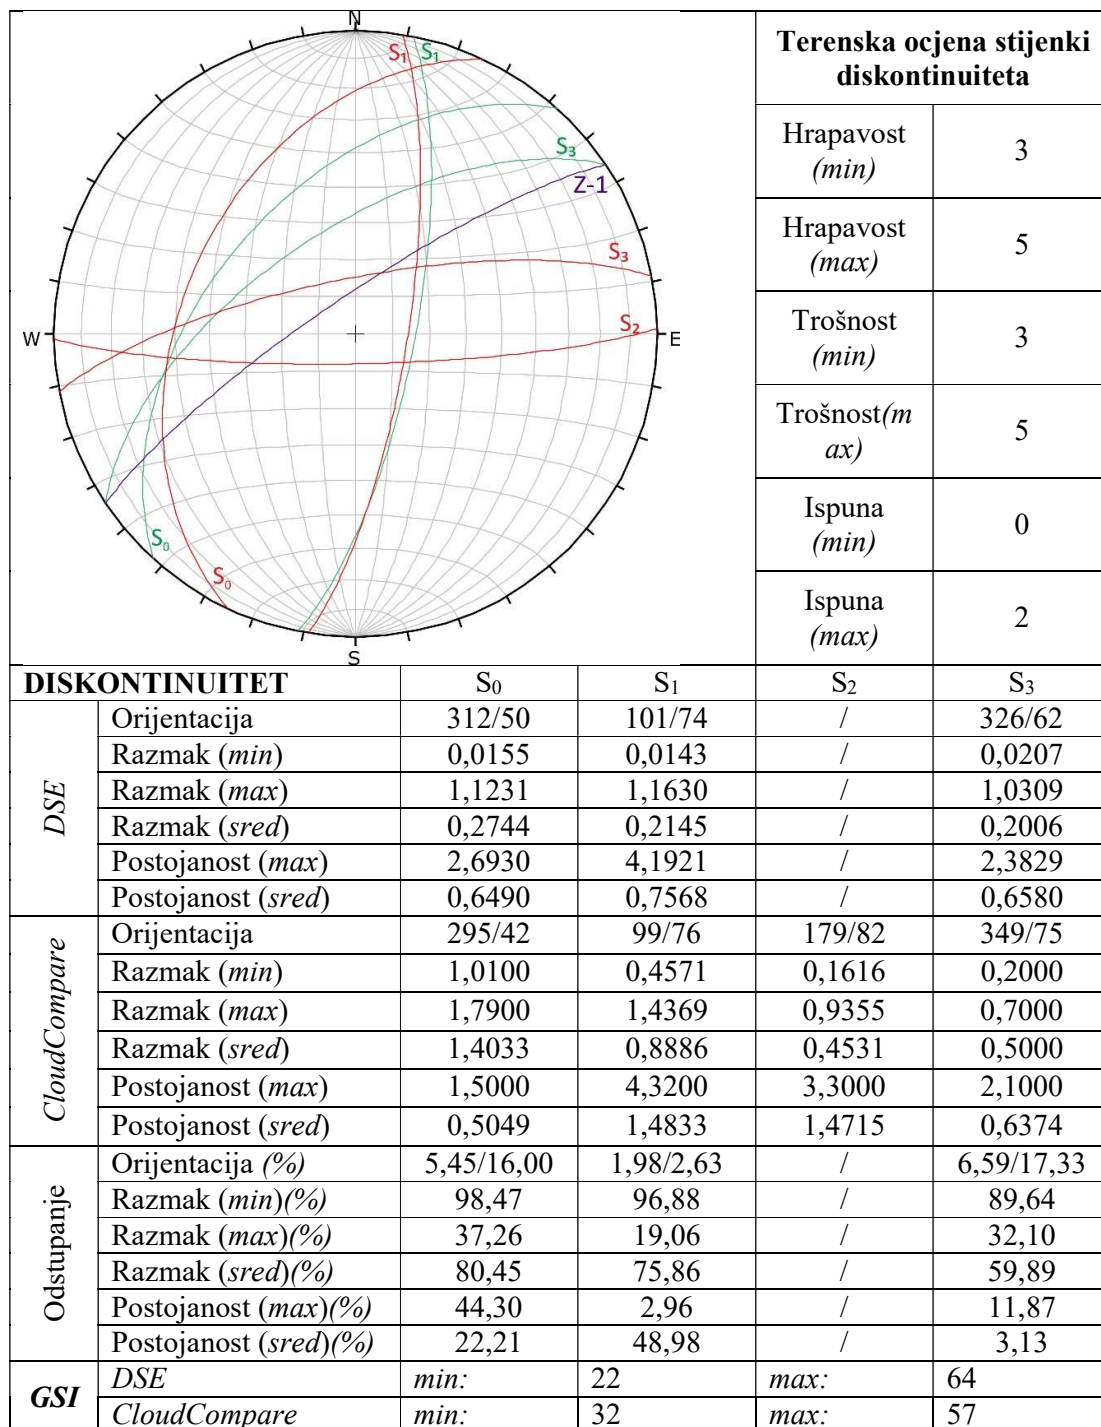 N
S1 S1
S3
Z-1
S3
S2
W
E
S0
S0
S
Terenska ocjena stijenki
diskontinuiteta
Hrapavost
(min)
3
Hrapavost
(max)
5
Trošnost
(min)
3
Trošnost(m
ax)
5
Ispuna
(min)
0
Ispuna
(max)
2
DISKONTINUITET S0 S1 S2 S3
DSE
Orijentacija 312/50 101/74 / 326/62
Razmak (min) 0,0155 0,0143 / 0,0207
Razmak (max) 1,1231 1,1630 / 1,0309
Razmak (sred) 0,2744 0,2145 / 0,2006
Postojanost (max) 2,6930 4,1921 / 2,3829
Postojanost (sred) 0,6490 0,7568 / 0,6580
CloudCompare
Orijentacija 295/42 99/76 179/82 349/75
Razmak (min) 1,0100 0,4571 0,1616 0,2000
Razmak (max) 1,7900 1,4369 0,9355 0,7000
Razmak (sred) 1,4033 0,8886 0,4531 0,5000
Postojanost (max) 1,5000 4,3200 3,3000 2,1000
Postojanost (sred) 0,5049 1,4833 1,4715 0,6374
Odstupanje
Orijentacija (%) 5,45/16,00 1,98/2,63 / 6,59/17,33
Razmak (min)(%) 98,47 96,88 / 89,64
Razmak (max)(%) 37,26 19,06 / 32,10
Razmak (sred)(%) 80,45 75,86 / 59,89
Postojanost (max)(%) 44,30 2,96 / 11,87
Postojanost (sred)(%) 22,21 48,98 / 3,13
GSI
DSE min: 22 max: 64
CloudCompare min: 32 max: 57